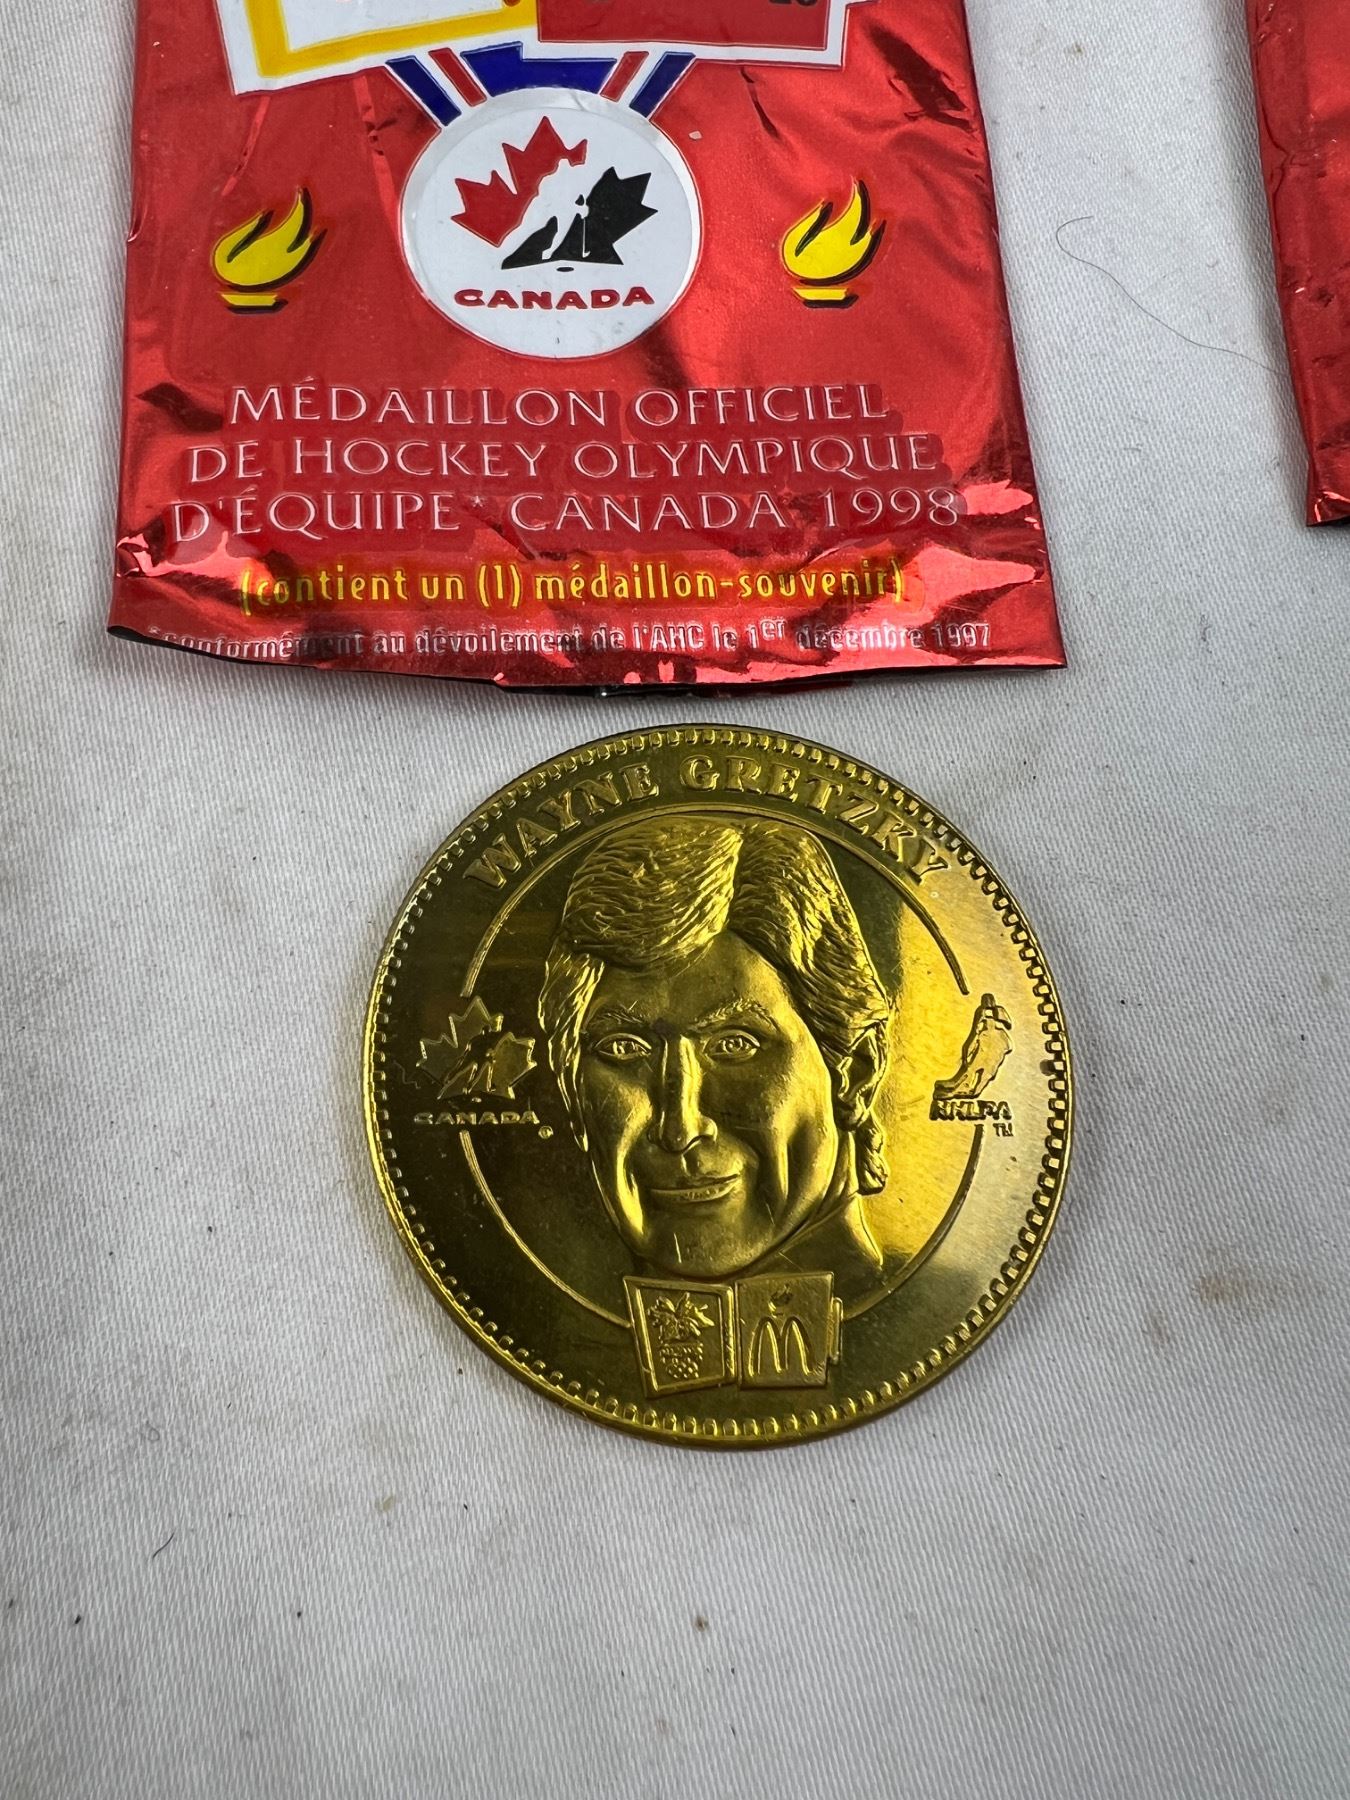 CANADA
MÉDAILLON OFFICIEL
DE HOCKEY OLYMPIQUE
D'ÉQUIPE* CANADA 1998
(contient un (1) médaillon-souvenir)
*conformément au dévoilement de l'AHC le 1er décembre 1997
WAYNE GRETZKY
CANADA
®
NHLPA
TM
M